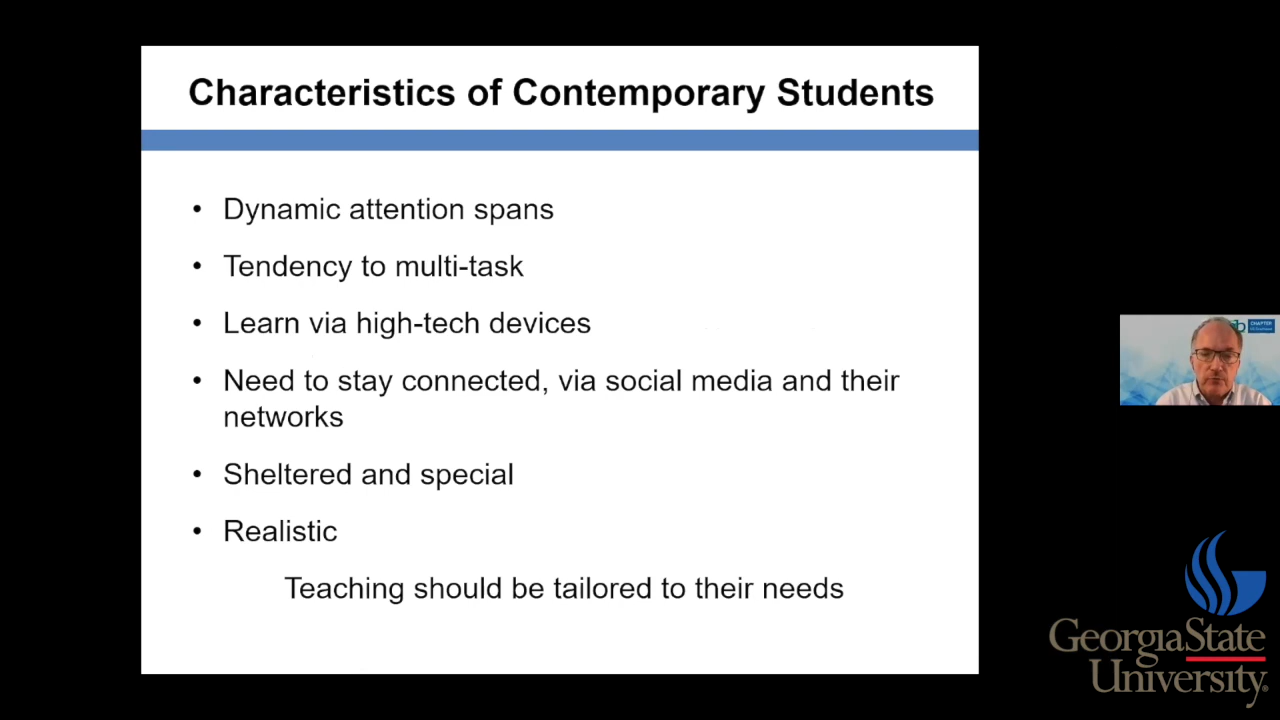 Characteristics of Contemporary Students
• Dynamic attention spans
• Tendency to multi-task
• Learn via high-tech devices
• Need to stay connected, via social media and their
networks
• Sheltered and special
• Realistic
Teaching should be tailored to their needs
CHAPTER
GeorgiaState
University®